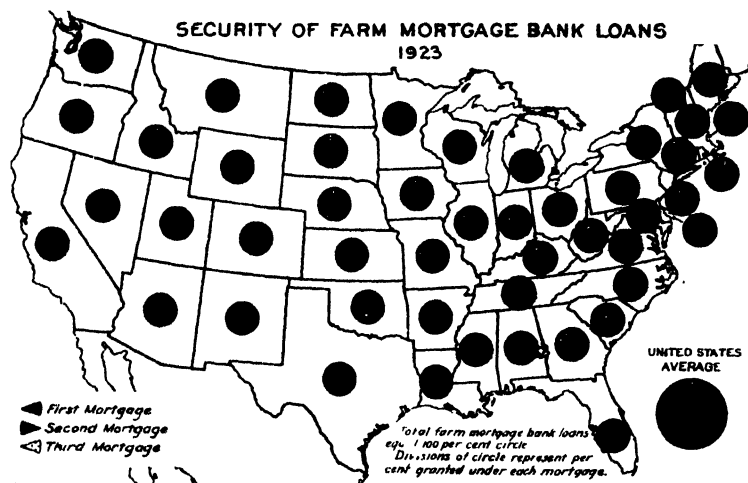 SECURITY OF FARM MORTGAGE BANK LOANS
1923
UNITED STATES
AVERAGE
First Mortgage
Second Mortgage
Third Mortgage
Total farm mortgage bank loans
equ l 100 per cent circle
Divisions of circle represent per
cent granted under each mortgage.